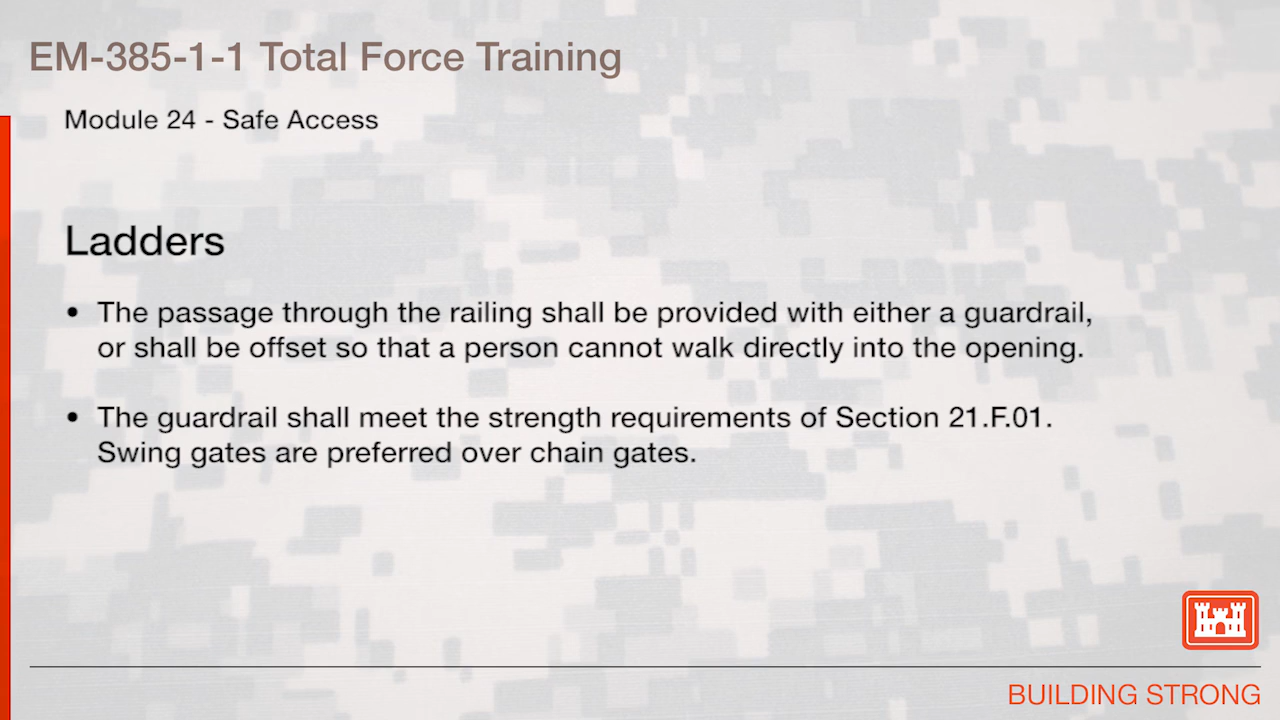 EM-385-1-1 Total Force Training
Module 24 - Safe Access
Ladders
• The passage through the railing shall be provided with either a guardrail,
or shall be offset so that a person cannot walk directly into the opening.
• The guardrail shall meet the strength requirements of Section 21.F.01.
Swing gates are preferred over chain gates.
BUILDING STRONG